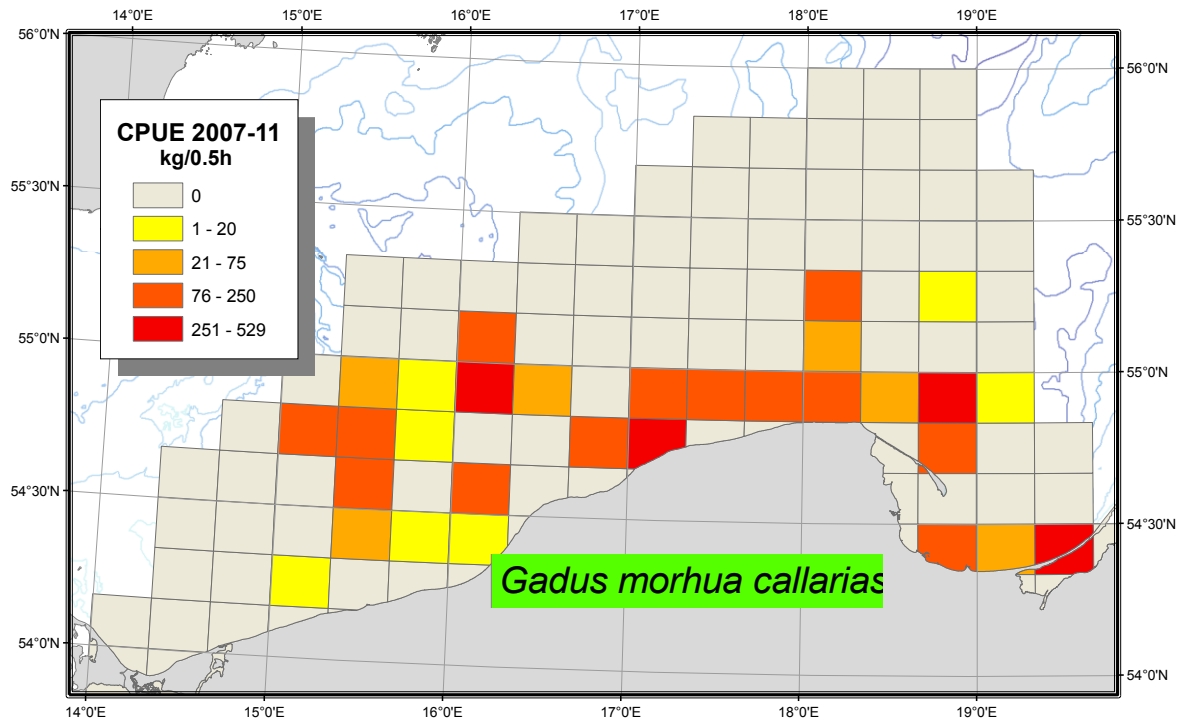 14°0'E 15°0'E 16°0'E 17°0'E 18°0'E 19°0'E
56°0'N
56°0'N
CPUE 2007-11
kg/0.5h
0
1 - 20
21 - 75
76 - 250
251 - 529
55°30'N
55°30'N
55°0'N
55°0'N
54°30'N
54°30'N
Gadus morhua callarias
54°0'N
54°0'N
14°0'E 15°0'E 16°0'E 17°0'E 18°0'E 19°0'E